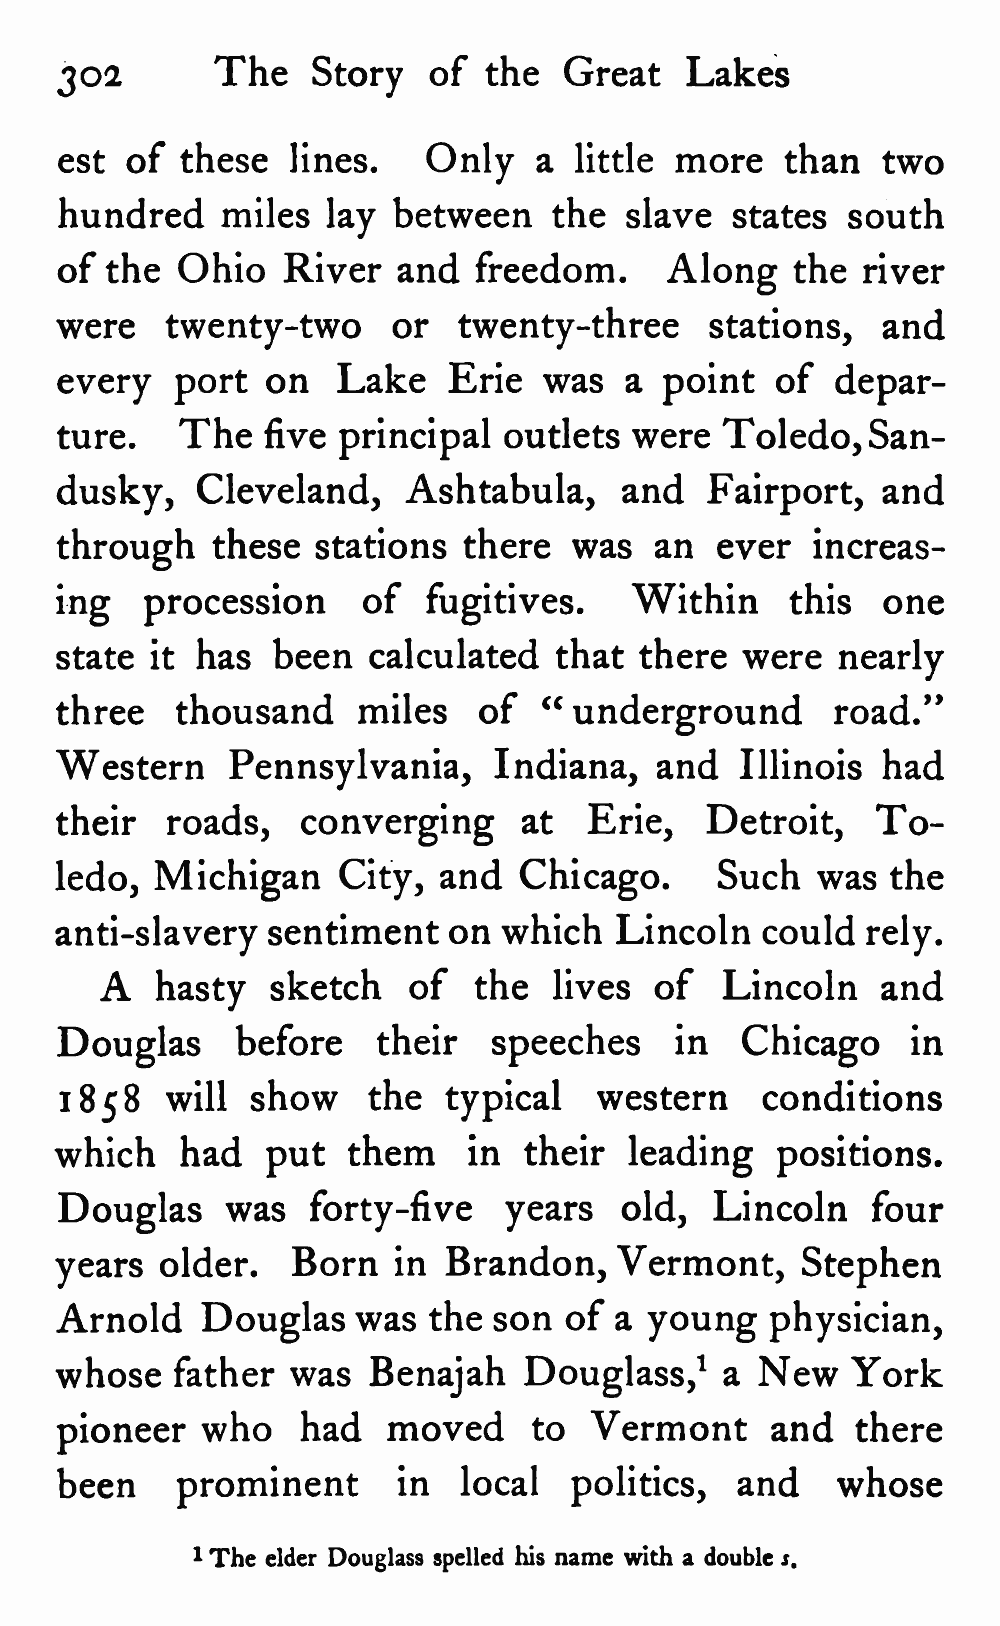 302 The Story of the Great Lakes
est of these lines. Only a little more than two
hundred miles lay between the slave states south
of the Ohio River and freedom. Along the river
were twenty-two or twenty-three stations, and
every port on Lake Erie was a point of depar-
ture. The five principal outlets were Toledo, San-
dusky, Cleveland, Ashtabula, and Fairport, and
through these stations there was an ever increas-
ing procession of fugitives. Within this one
state it has been calculated that there were nearly
three thousand miles of “underground road.”
Western Pennsylvania, Indiana, and Illinois had
their roads, converging at Erie, Detroit, To-
ledo, Michigan City, and Chicago. Such was the
anti-slavery sentiment on which Lincoln could rely.
A hasty sketch of the lives of Lincoln and
Douglas before their speeches in Chicago in
1858 will show the typical western conditions
which had put them in their leading positions.
Douglas was forty-five years old, Lincoln four
years older. Born in Brandon, Vermont, Stephen
Arnold Douglas was the son of a young physician,
whose father was Benajah Douglass,¹ a New York
pioneer who had moved to Vermont and there
been prominent in local politics, and whose
¹ The elder Douglass spelled his name with a double s.